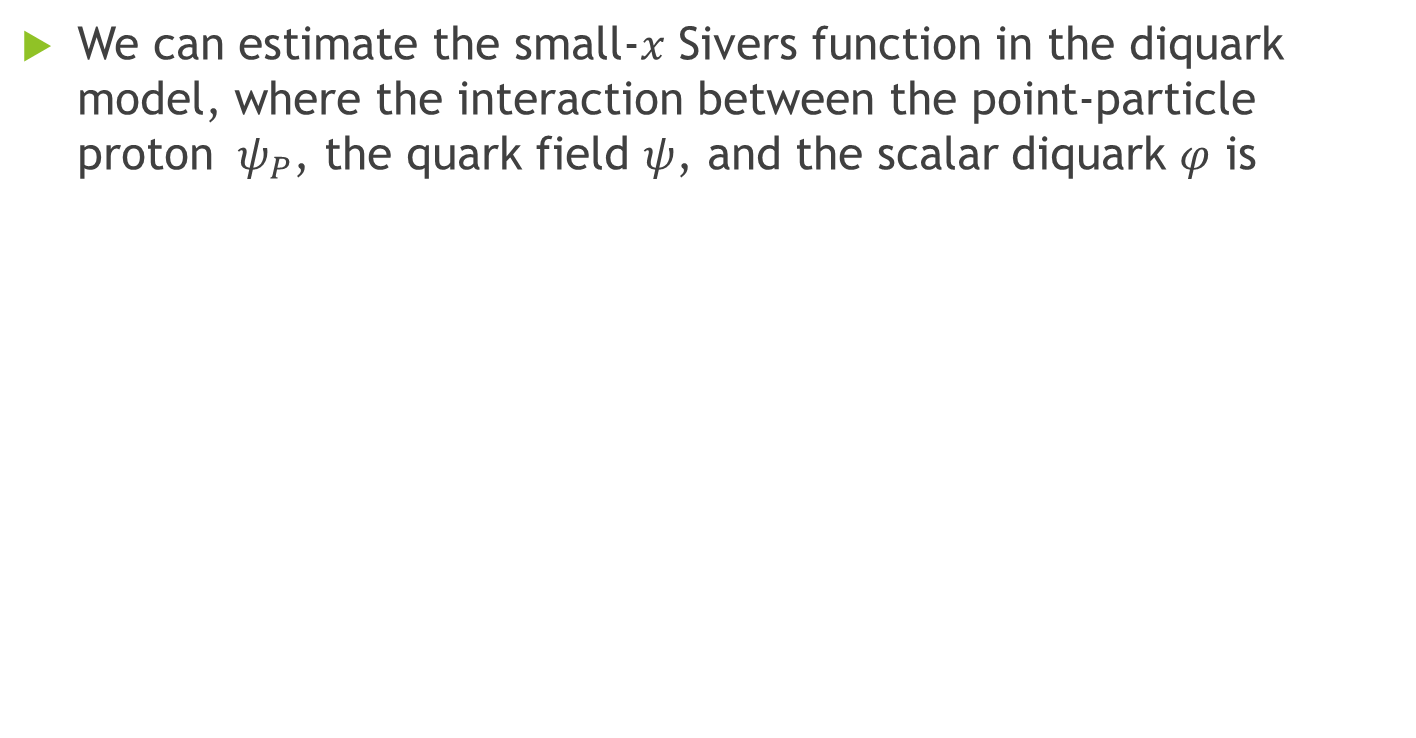 We can estimate the small-𝑥 Sivers function in the diquark
model, where the interaction between the point-particle
proton 𝜓𝑃, the quark field 𝜓, and the scalar diquark 𝜑 is